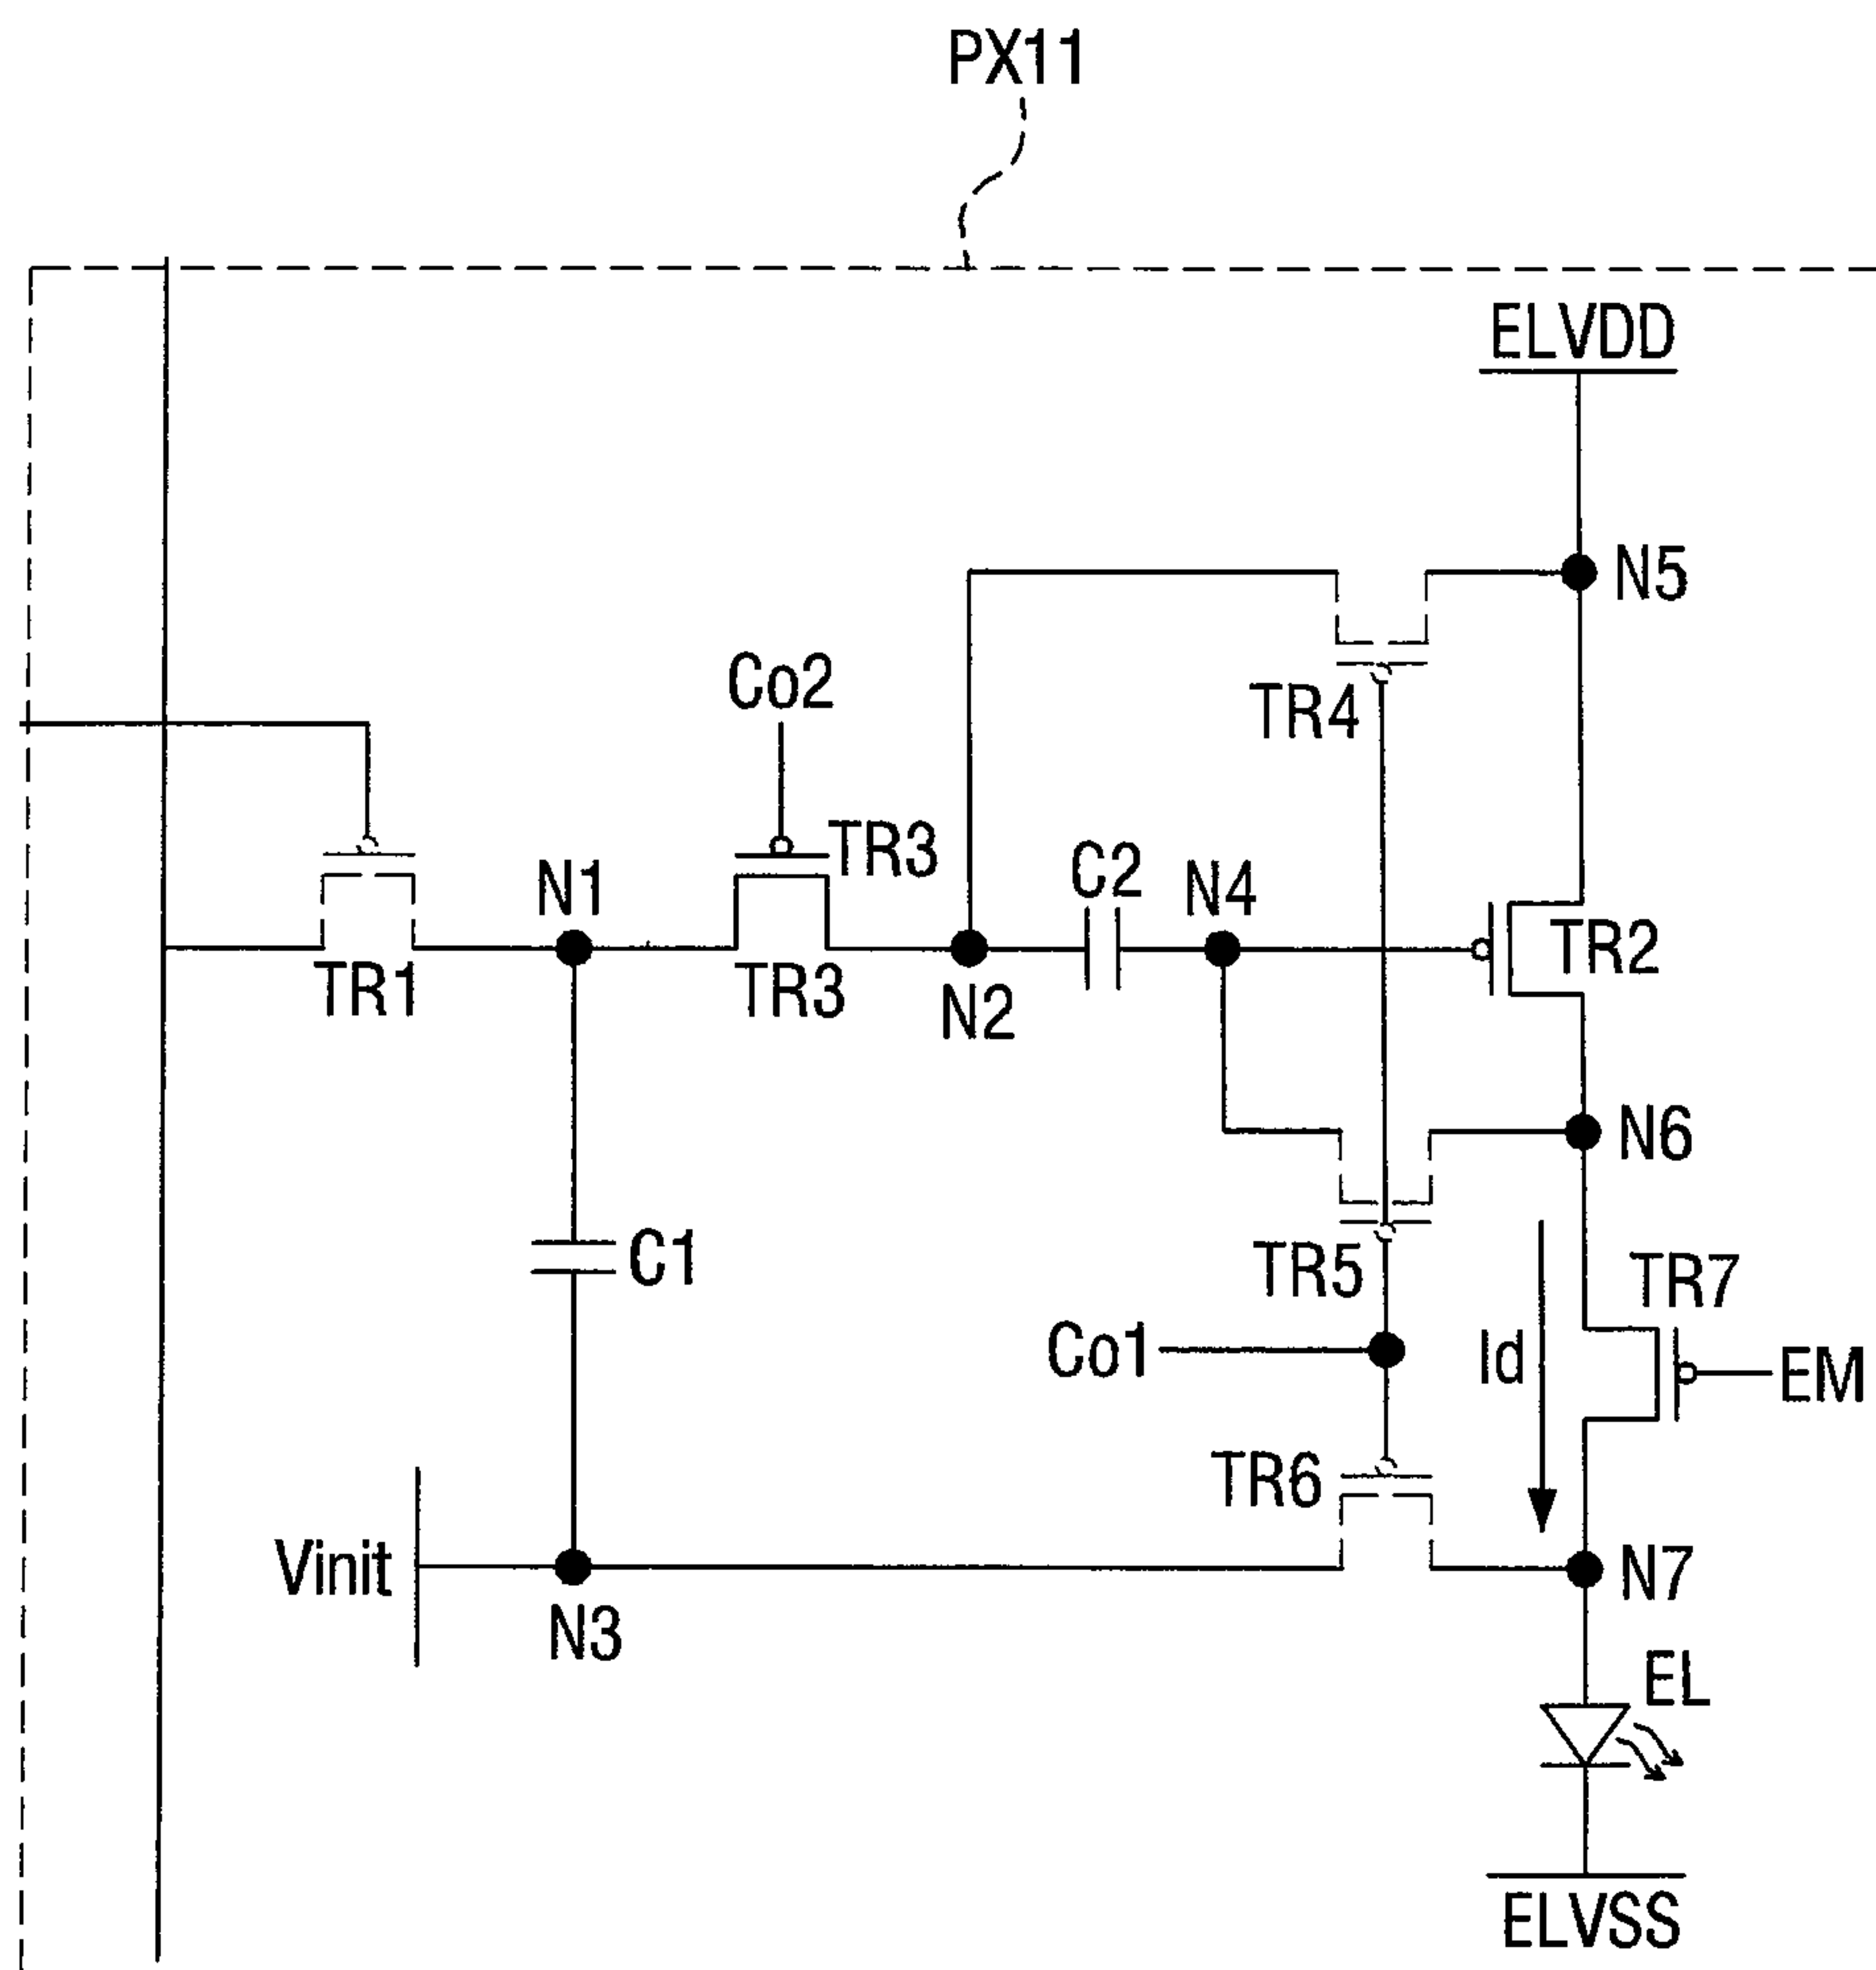 PX11
ELVDD
N5
Co2
TR4
TR3
N1
C2
N4
TR2
TR1
TR3
N2
N6
C1
TR5
TR7
Co1
Id
EM
TR6
Vinit
N7
N3
EL
ELVSS